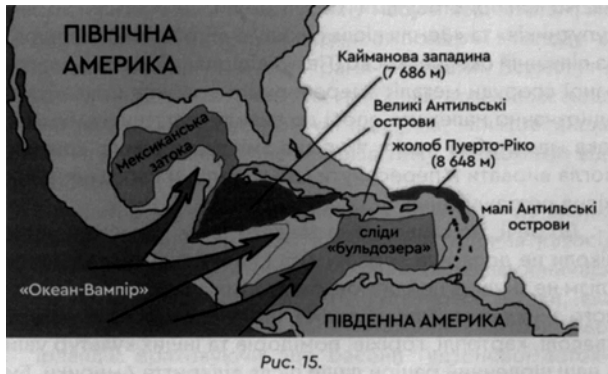 ПІВНІЧНА
АМЕРИКА
Кайманова западина
(7 686 м)
Великі Антильські
острови
жолоб Пуерто-Ріко
(8 648 м)
Мексиканська
затока
малі Антильські
острови
сліди
«бульдозера»
«Океан-Вампір»
ПІВДЕННА АМЕРИКА
Рис. 15.